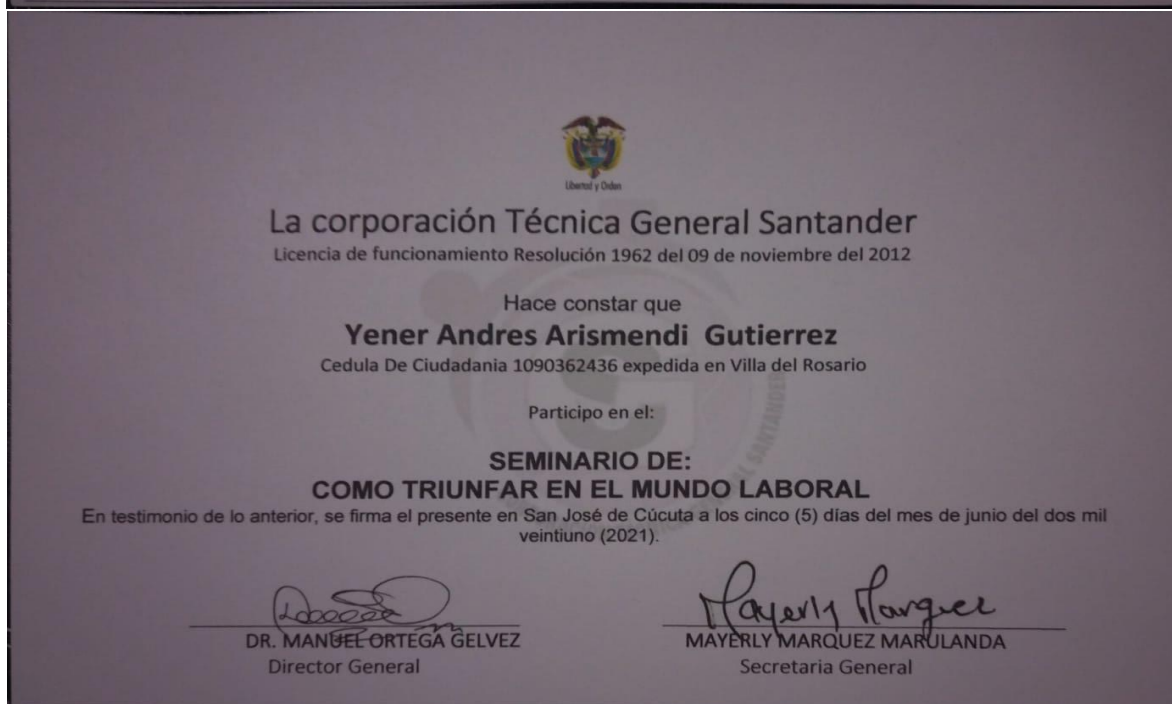 Libertad y Orden
La corporación Técnica General Santander
Licencia de funcionamiento Resolución 1962 del 09 de noviembre del 2012
Hace constar que
Yener Andres Arismendi Gutierrez
Cedula De Ciudadania 1090362436 expedida en Villa del Rosario
Participo en el:
SEMINARIO DE:
COMO TRIUNFAR EN EL MUNDO LABORAL
En testimonio de lo anterior, se firma el presente en San José de Cúcuta a los cinco (5) días del mes de junio del dos mil
veintiuno (2021).
Mayerly Marquez
DR. MANUEL ORTEGA GELVEZ
MAYERLY MARQUEZ MARULANDA
Director General
Secretaria General